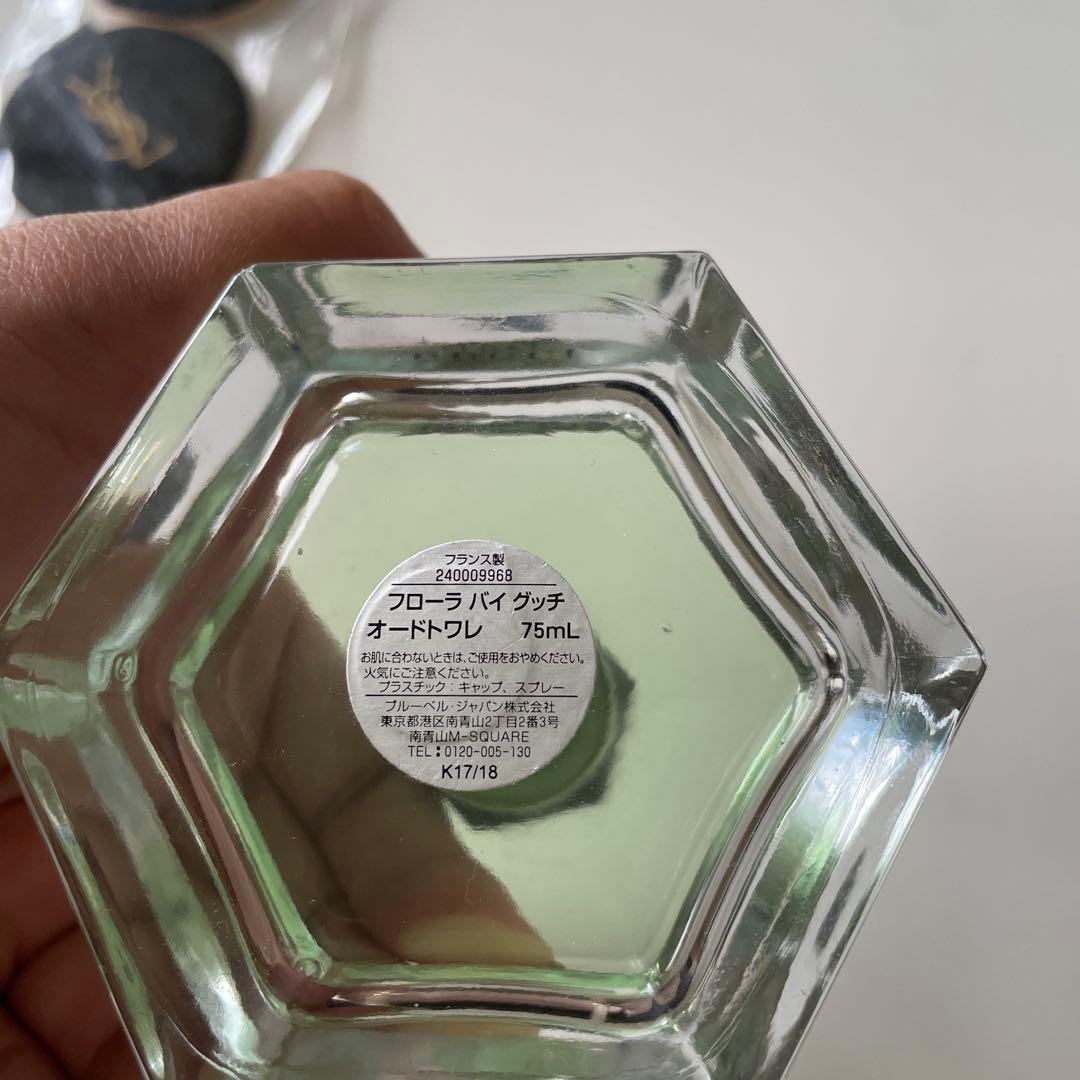 YSL
フランス製
240009968
フローラ バイ グッチ
オードトワレ 75mL
お肌に合わないときは、ご使用をおやめください。
火気にご注意ください。
プラスチック：キャップ、スプレー
ブルーベル・ジャパン株式会社
東京都港区南青山2丁目2番3号
南青山M-SQUARE
TEL：0120-005-130
K17/18